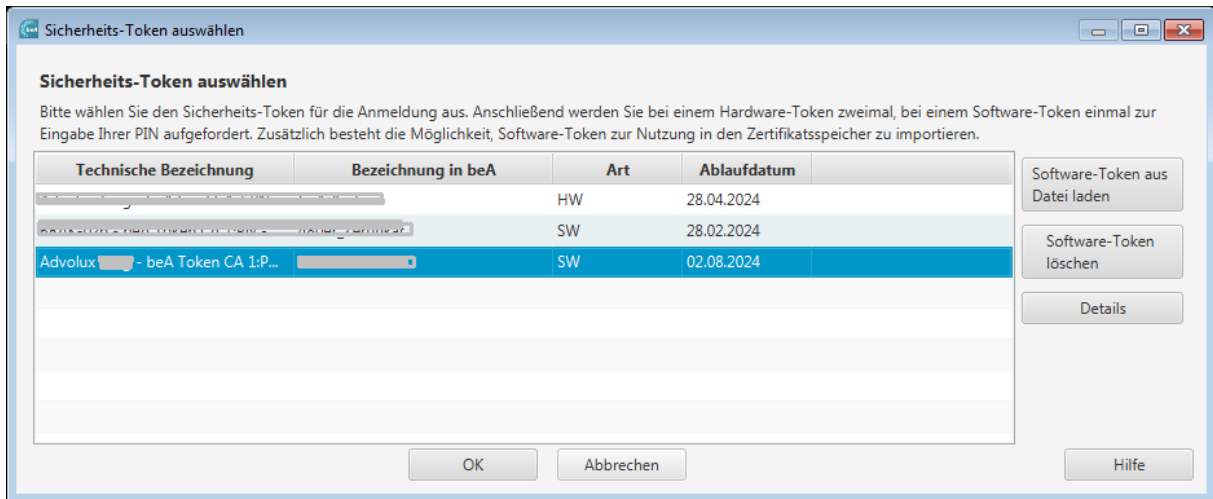 Sicherheits-Token auswählen
Sicherheits-Token auswählen
Bitte wählen Sie den Sicherheits-Token für die Anmeldung aus. Anschließend werden Sie bei einem Hardware-Token zweimal, bei einem Software-Token einmal zur
Eingabe Ihrer PIN aufgefordert. Zusätzlich besteht die Möglichkeit, Software-Token zur Nutzung in den Zertifikatsspeicher zu importieren.
Technische Bezeichnung Bezeichnung in beA Art Ablaufdatum
HW 28.04.2024
SW 28.02.2024
Advolux - beA Token CA 1:P... SW 02.08.2024
Software-Token aus
Datei laden
Software-Token
löschen
Details
OK Abbrechen Hilfe